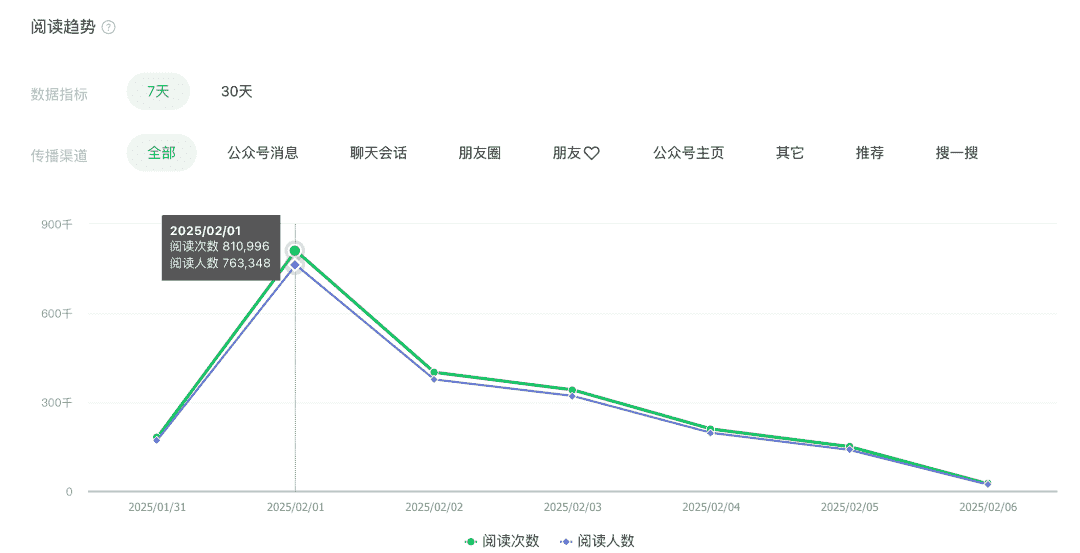 阅读趋势 ?
数据指标 7天 30天
传播渠道 全部 公众号消息 聊天会话 朋友圈 朋友♡ 公众号主页 其它 推荐 搜一搜
900千
2025/02/01
阅读次数 810,996
阅读人数 763,348
600千
300千
0
2025/01/31 2025/02/01 2025/02/02 2025/02/03 2025/02/04 2025/02/05 2025/02/06
阅读次数 阅读人数